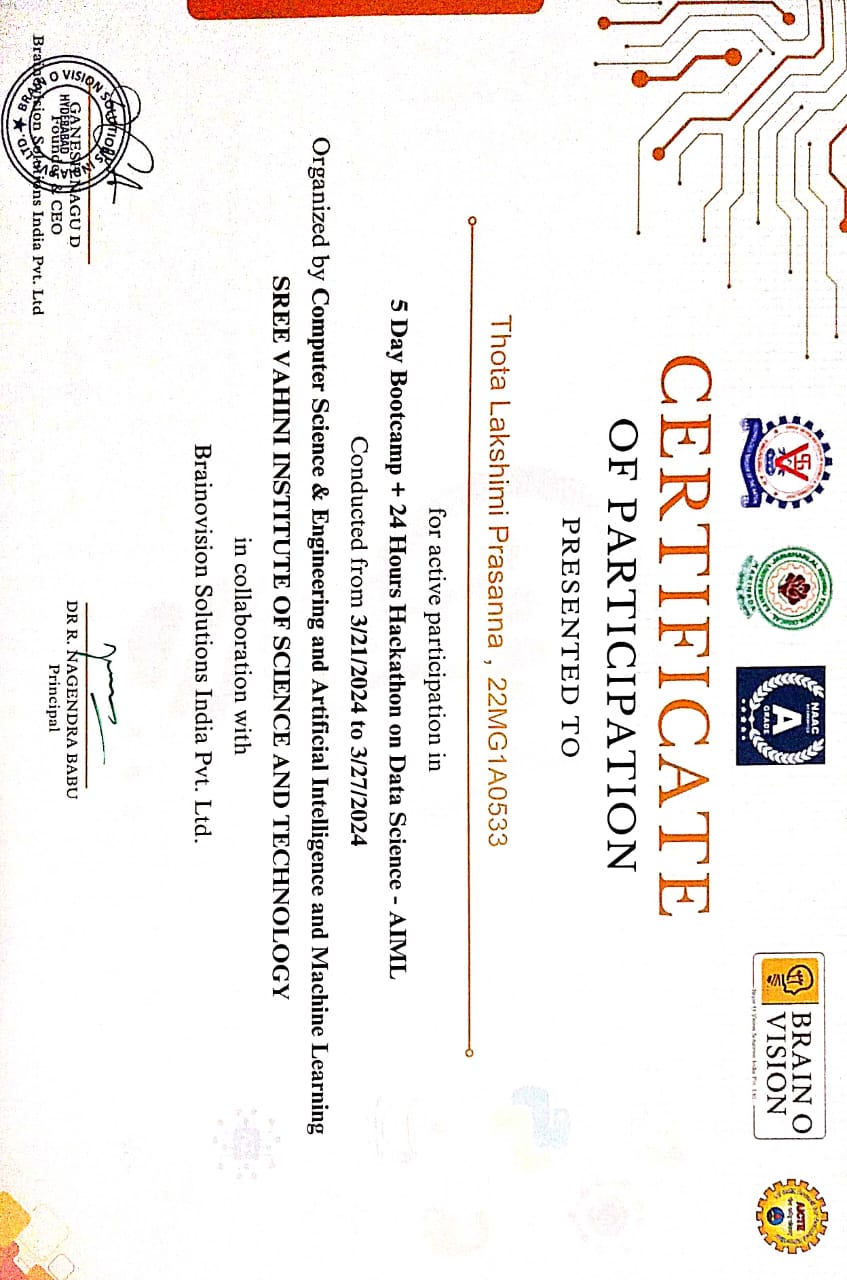 NAAC
A
GRADE
BRAIN O
VISION
AICTE
KAKINADA
CERTIFICATE
OF PARTICIPATION
PRESENTED TO
Thota Lakshimi Prasanna , 22MG1A0533
for active participation in
5 Day Bootcamp + 24 Hours Hackathon on Data Science - AIML
Conducted from 3/21/2024 to 3/27/2024
Organized by Computer Science & Engineering and Artificial Intelligence and Machine Learning
SREE VAHINI INSTITUTE OF SCIENCE AND TECHNOLOGY
in collaboration with
Brainovision Solutions India Pvt. Ltd.
GANESH NAGU D
Founder & CEO
Brainovision Solutions India Pvt. Ltd
BRAIN O VISION SOLUTIONS INDIA PVT. LTD.
HYDERABAD
DR R. NAGENDRA BABU
Principal